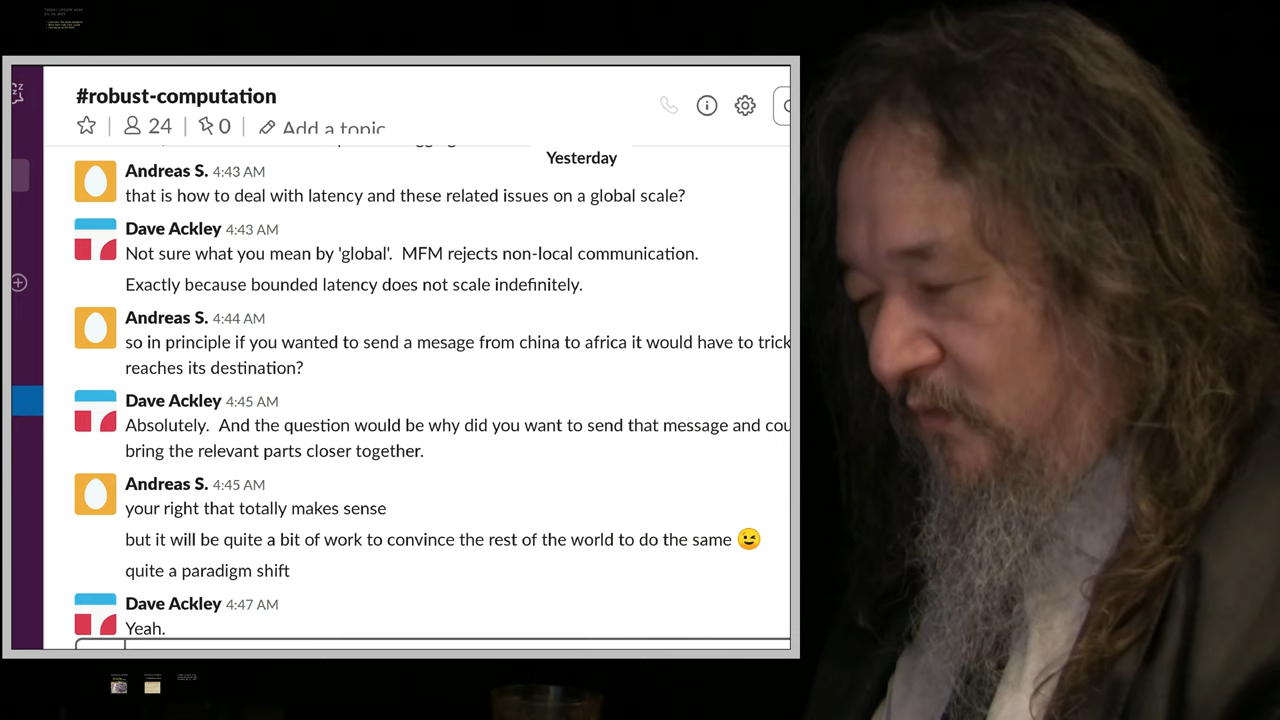 #robust-computation
24
0
Add a topic
Yesterday
Andreas S. 4:43 AM
that is how to deal with latency and these related issues on a global scale?
Dave Ackley 4:43 AM
Not sure what you mean by 'global'. MFM rejects non-local communication.
Exactly because bounded latency does not scale indefinitely.
Andreas S. 4:44 AM
so in principle if you wanted to send a mesage from china to africa it would have to trick
reaches its destination?
Dave Ackley 4:45 AM
Absolutely. And the question would be why did you want to send that message and cou
bring the relevant parts closer together.
Andreas S. 4:45 AM
your right that totally makes sense
but it will be quite a bit of work to convince the rest of the world to do the same 😉
quite a paradigm shift
Dave Ackley 4:47 AM
Yeah.